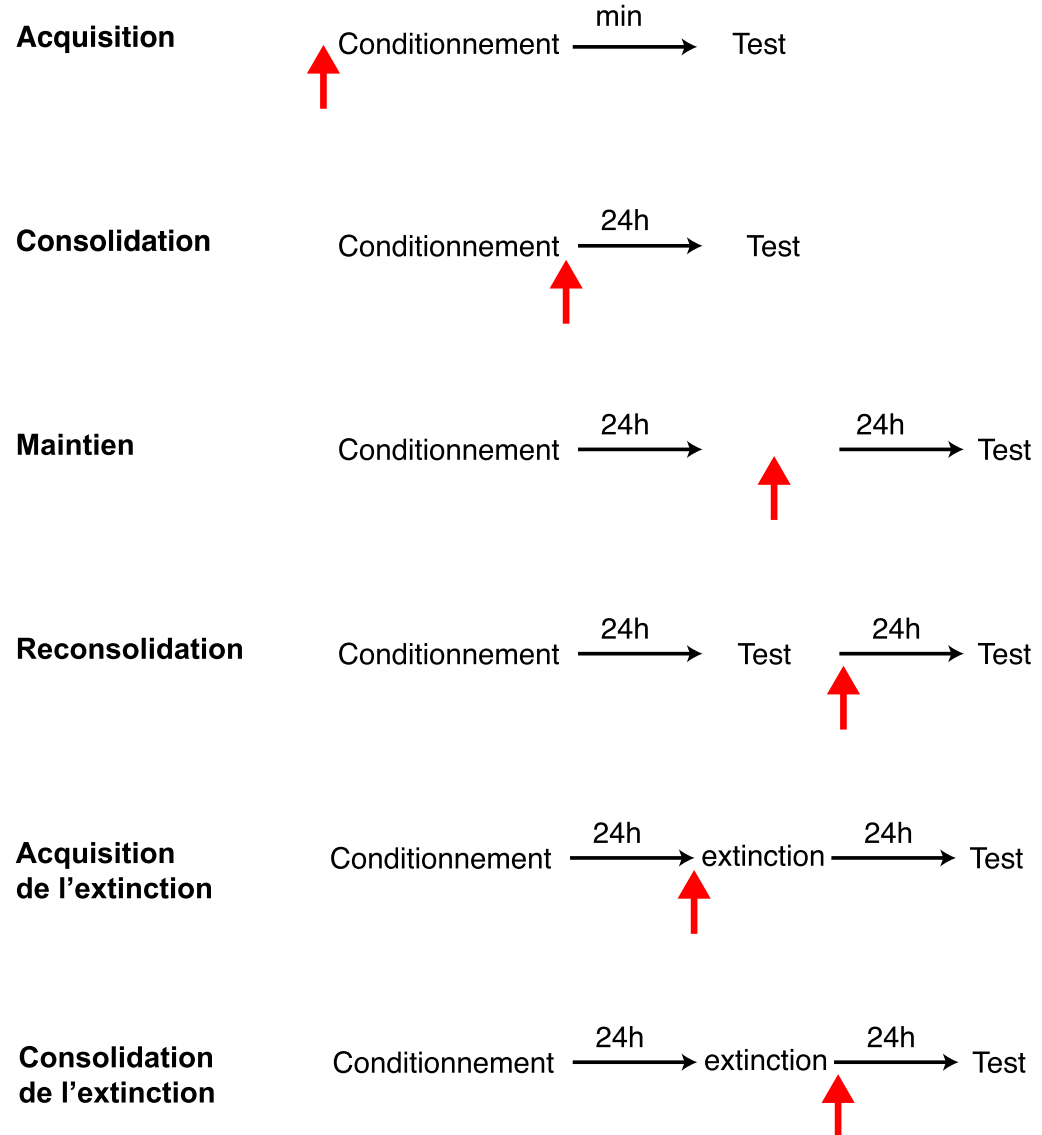 min
Acquisition Conditionnement Test
24h
Consolidation Conditionnement Test
24h 24h
Maintien Conditionnement Test
24h 24h
Reconsolidation Conditionnement Test Test
24h 24h
Acquisition Conditionnement extinction Test
de l’extinction
24h 24h
Consolidation Conditionnement extinction Test
de l’extinction